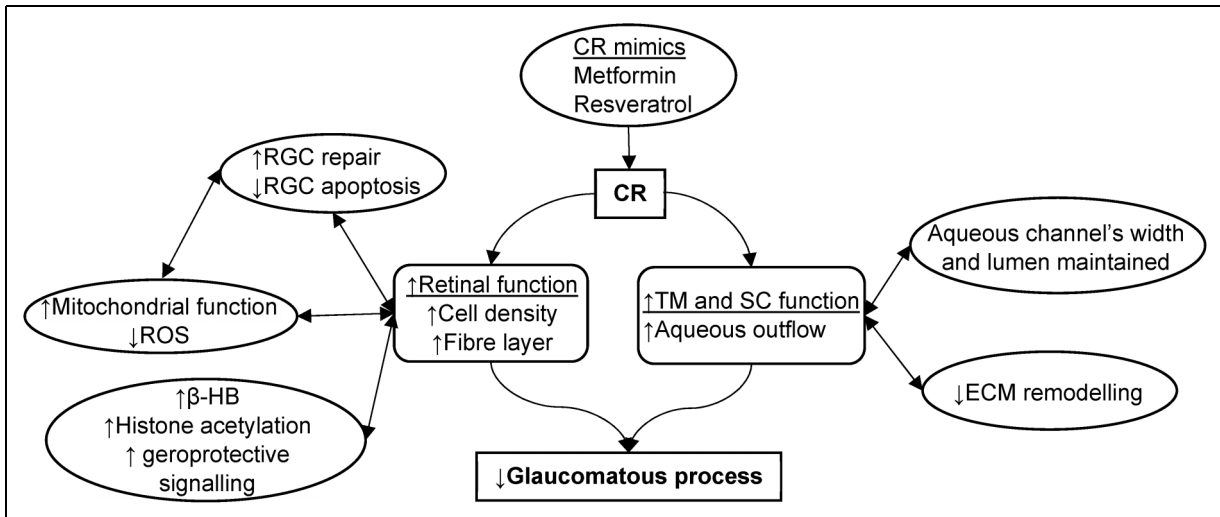 CR mimics
Metformin
Resveratrol
↑RGC repair
↓RGC apoptosis
CR
Aqueous channel's width
and lumen maintained
↑Mitochondrial function
↓ROS
↑Retinal function
↑Cell density
↑Fibre layer
↑TM and SC function
↑Aqueous outflow
↓ECM remodelling
↑β-HB
↑Histone acetylation
↑ geroprotective
signalling
↓Glaucomatous process